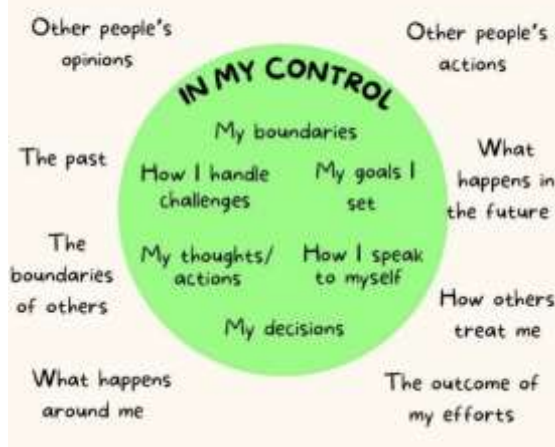 Other people's
opinions
Other people's
actions
IN MY CONTROL
My boundaries
The past
How I handle
challenges
My goals I
set
What
happens in
the future
The
boundaries
of others
My thoughts/
actions
How I speak
to myself
How others
treat me
My decisions
What happens
around me
The outcome of
my efforts